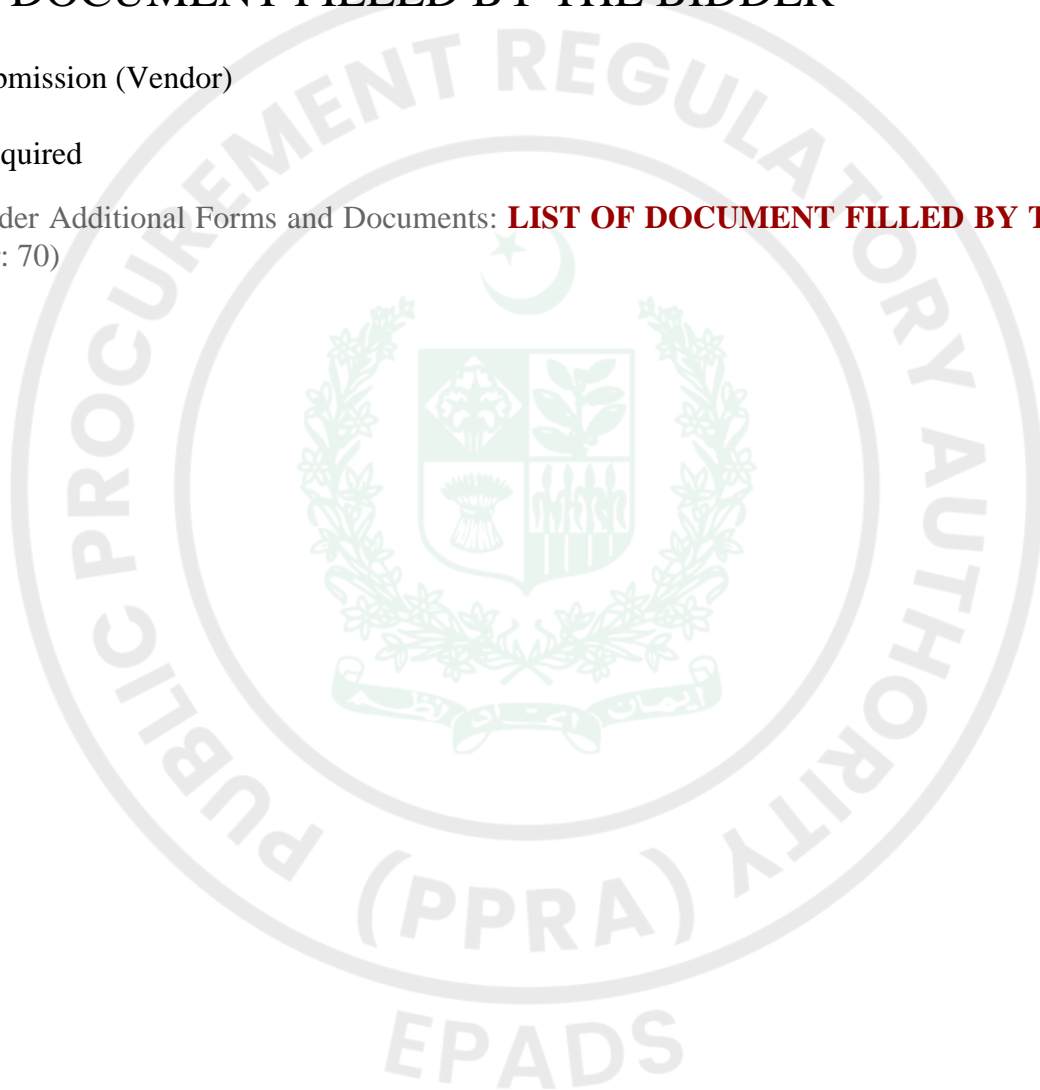 DOCUMENT FILLED BY THE BIDDER
bmission (Vendor)
quired
der Additional Forms and Documents: LIST OF DOCUMENT FILLED BY T
: 70)
PUBLIC PROCUREMENT REGULATORY AUTHORITY
(PPRA)
EPADS